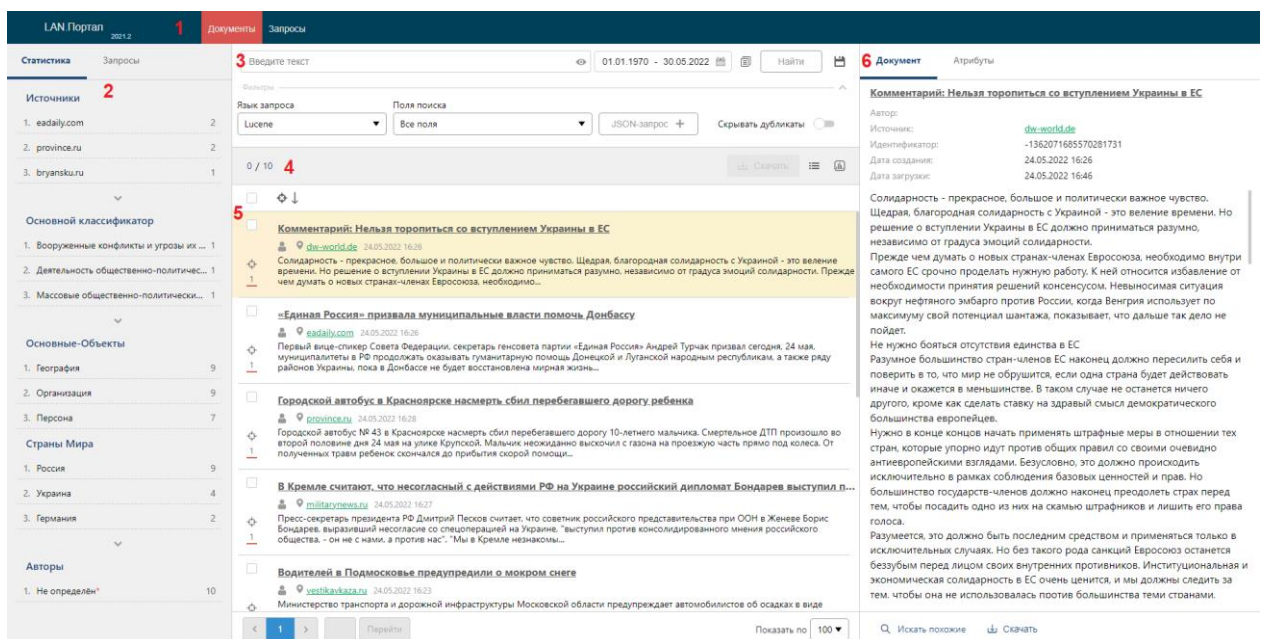 LAN.Портал
2021.2
1
Документы
Запросы
Статистика
Запросы
2
Источники
1. eadaily.com 2
2. province.ru 2
3. bryansku.ru 1
Основной классификатор
1. Вооруженные конфликты и угрозы их ... 1
2. Деятельность общественно-политичес... 1
3. Массовые общественно-политически... 1
Основные-Объекты
1. География 9
2. Организация 9
3. Персона 7
Страны Мира
1. Россия 9
2. Украина 4
3. Германия 2
Авторы
1. Не определён* 10
3
Введите текст
01.01.1970 - 30.05.2022
Найти
Фильтры
Язык запроса
Поля поиска
Lucene
Все поля
JSON-запрос +
Скрывать дубликаты
0 / 10
4
Скачать
5
Комментарий: Нельзя торопиться со вступлением Украины в ЕС
dw-world.de 24.05.2022 16:26
Солидарность - прекрасное, большое и политически важное чувство. Щедрая, благородная солидарность с Украиной - это веление
времени. Но решение о вступлении Украины в ЕС должно приниматься разумно, независимо от градуса эмоций солидарности. Прежде
чем думать о новых странах-членах Евросоюза, необходимо...
1
«Единая Россия» призвала муниципальные власти помочь Донбассу
eadaily.com 24.05.2022 16:26
Первый вице-спикер Совета Федерации, секретарь генсовета партии «Единая Россия» Андрей Турчак призвал сегодня, 24 мая,
муниципалитеты в РФ продолжать оказывать гуманитарную помощь Донецкой и Луганской народным республикам, а также ряду
районов Украины, пока в Донбассе не будет восстановлена мирная жизнь...
1
Городской автобус в Красноярске насмерть сбил перебегавшего дорогу ребенка
province.ru 24.05.2022 16:28
Городской автобус № 43 в Красноярске насмерть сбил перебегавшего дорогу 10-летнего мальчика. Смертельное ДТП произошло во
второй половине дня 24 мая на улике Крупской. Мальчик неожиданно выскочил с газона на проезжую часть прямо под колеса. От
полученных травм ребенок скончался до прибытия скорой помощи...
1
В Кремле считают, что несогласный с действиями РФ на Украине российский дипломат Бондарев выступил п...
militarynews.ru 24.05.2022 16:27
Пресс-секретарь президента РФ Дмитрий Песков считает, что советник российского представительства при ООН в Женеве Борис
Бондарев, выразивший несогласие со спецоперацией на Украине, "выступил против консолидированного мнения российского
общества, - он не с нами, а против нас". "Мы в Кремле незнакомы...
1
Водителей в Подмосковье предупредили о мокром снеге
vestikavkaza.ru 24.05.2022 16:23
Министерство транспорта и дорожной инфраструктуры Московской области предупреждает автомобилистов об осадках в виде
1
Перейти
Показать по 100
6
Документ
Атрибуты
Комментарий: Нельзя торопиться со вступлением Украины в ЕС
Автор:
Источник: dw-world.de
Идентификатор: -1362071685570281731
Дата создания: 24.05.2022 16:26
Дата загрузки: 24.05.2022 16:46
Солидарность - прекрасное, большое и политически важное чувство.
Щедрая, благородная солидарность с Украиной - это веление времени. Но
решение о вступлении Украины в ЕС должно приниматься разумно,
независимо от градуса эмоций солидарности.
Прежде чем думать о новых странах-членах Евросоюза, необходимо внутри
самого ЕС срочно проделать нужную работу. К ней относится избавление от
необходимости принятия решений консенсусом. Невыносимая ситуация
вокруг нефтяного эмбарго против России, когда Венгрия использует по
максимуму свой потенциал шантажа, показывает, что дальше так дело не
пойдет.
Не нужно бояться отсутствия единства в ЕС
Разумное большинство стран-членов ЕС наконец должно пересилить себя и
поверить в то, что мир не обрушится, если одна страна будет действовать
иначе и окажется в меньшинстве. В таком случае не останется ничего
другого, кроме как сделать ставку на здравый смысл демократического
большинства европейцев.
Нужно в конце концов начать применять штрафные меры в отношении тех
стран, которые упорно идут против общих правил со своими очевидно
антиевропейскими взглядами. Безусловно, это должно происходить
исключительно в рамках соблюдения базовых ценностей и прав. Но
большинство государств-членов должно наконец преодолеть страх перед
тем, чтобы посадить одно из них на скамью штрафников и лишить его права
голоса.
Разумеется, это должно быть последним средством и применяться только в
исключительных случаях. Но без такого рода санкций Евросоюз останется
беззубым перед лицом своих внутренних противников. Институциональная и
экономическая солидарность в ЕС очень ценится, и мы должны следить за
тем, чтобы она не использовалась против большинства теми странами,
Искать похожие
Скачать